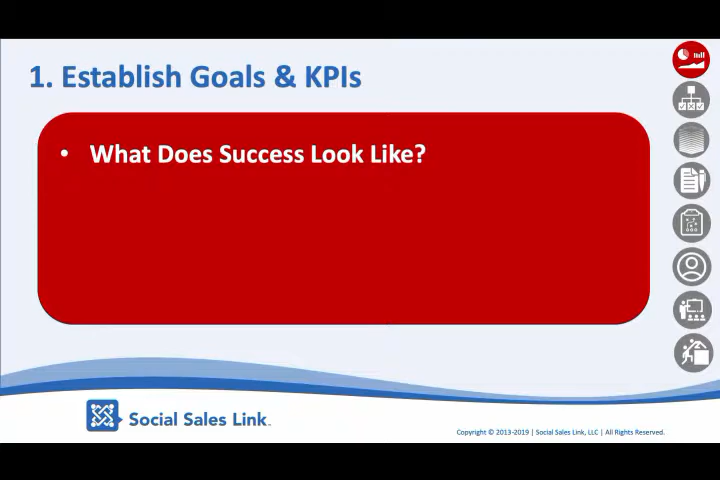 1. Establish Goals & KPIs
• What Does Success Look Like?
Social Sales Link™
Copyright © 2013-2019 | Social Sales Link, LLC | All Rights Reserved.